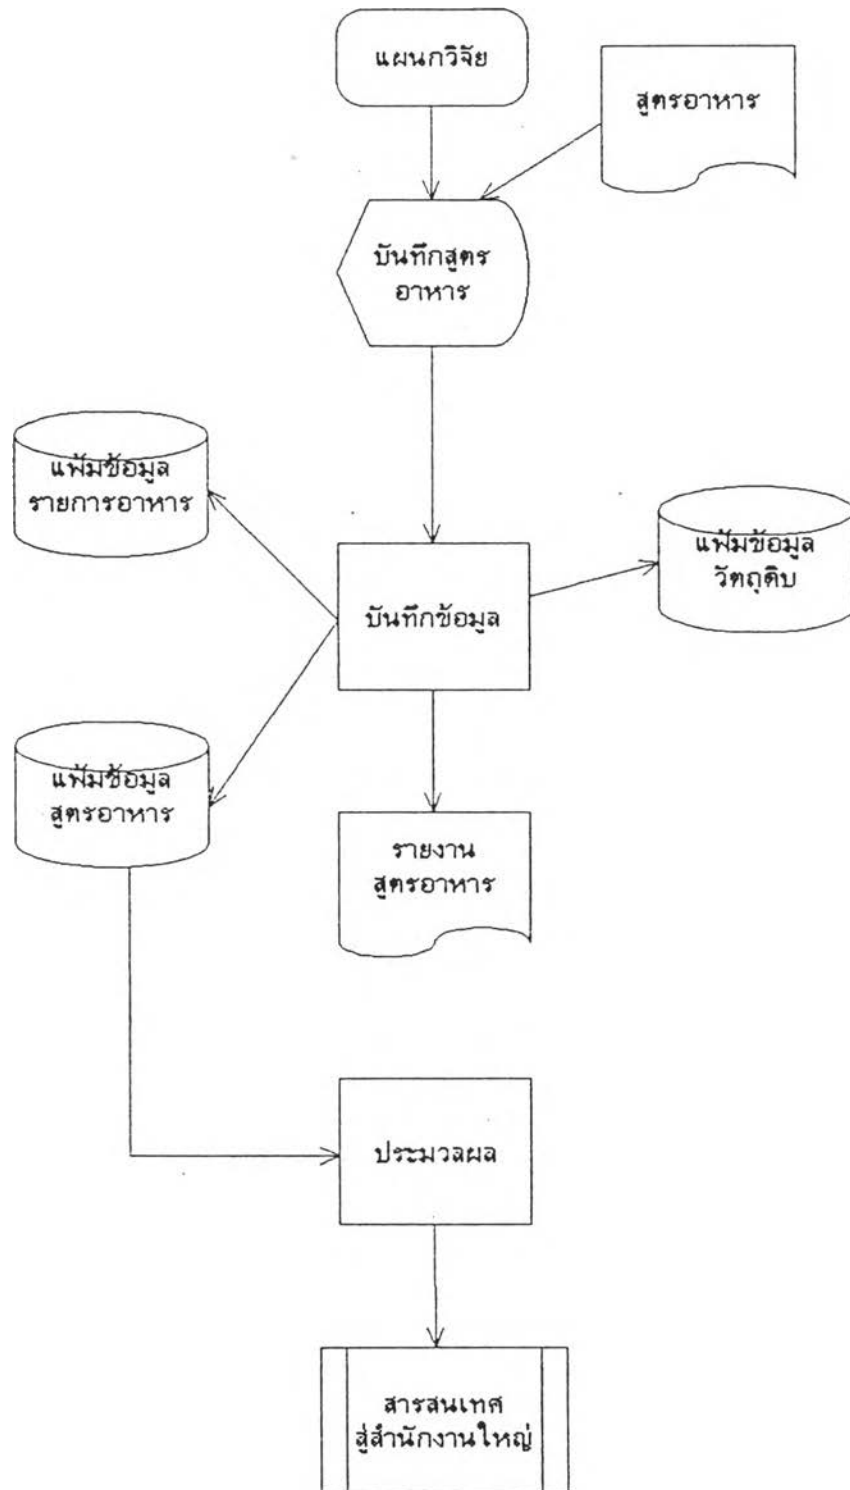 แผนกวิจัย
สูตรอาหาร
บันทึกสูตร
อาหาร
แฟ้มข้อมูล
รายการอาหาร
แฟ้มข้อมูล
วัตถุดิบ
บันทึกข้อมูล
แฟ้มข้อมูล
สูตรอาหาร
รายงาน
สูตรอาหาร
ประมวลผล
สารสนเทศ
สู่สำนักงานใหญ่